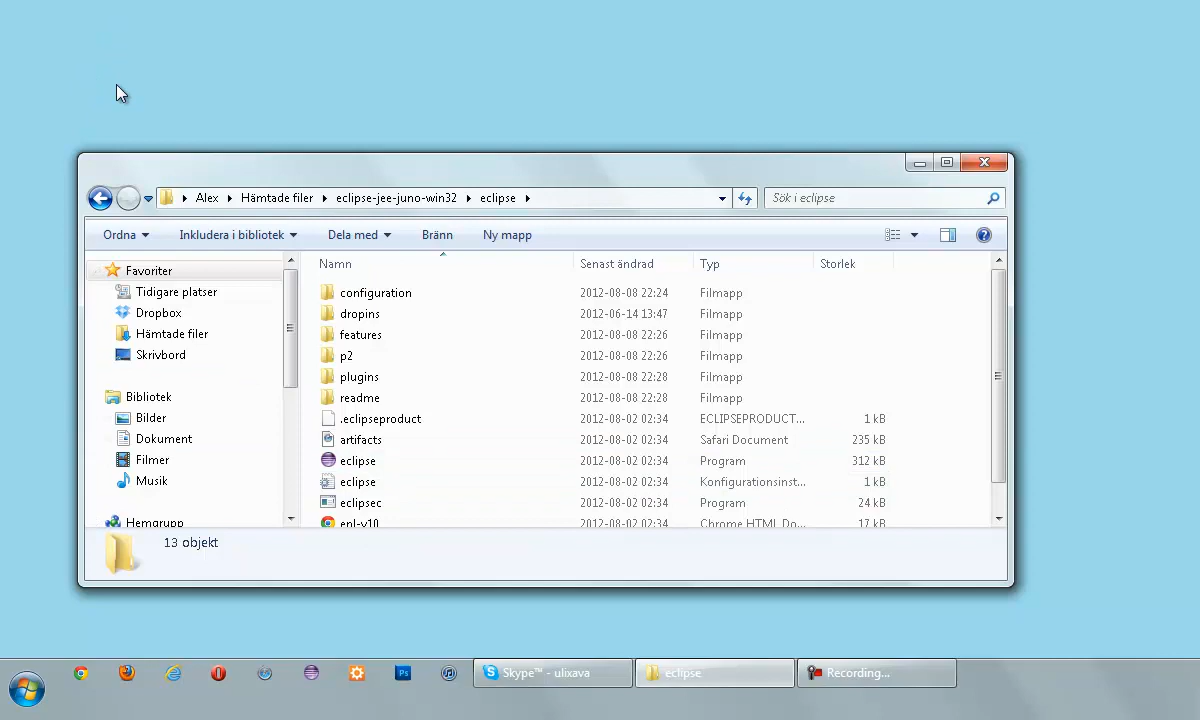 Alex Hämtade filer eclipse-jee-juno-win32 eclipse
Sök i eclipse
Ordna Inkludera i bibliotek Dela med Bränn Ny mapp
Favoriter
Tidigare platser
Dropbox
Hämtade filer
Skrivbord
Bibliotek
Bilder
Dokument
Filmer
Musik
Hemgrupp
Namn Senast ändrad Typ Storlek
configuration 2012-08-08 22:24 Filmapp
dropins 2012-06-14 13:47 Filmapp
features 2012-08-08 22:26 Filmapp
p2 2012-08-08 22:26 Filmapp
plugins 2012-08-08 22:28 Filmapp
readme 2012-08-08 22:28 Filmapp
.eclipseproduct 2012-08-02 02:34 ECLIPSEPRODUCT... 1 kB
artifacts 2012-08-02 02:34 Safari Document 235 kB
eclipse 2012-08-02 02:34 Program 312 kB
eclipse 2012-08-02 02:34 Konfigurationsinst... 1 kB
eclipsec 2012-08-02 02:34 Program 24 kB
epl-v10 2012-08-02 02:34 Chrome HTML Do... 17 kB
13 objekt
Ps
Skype™ - ulixava
eclipse
Recording...